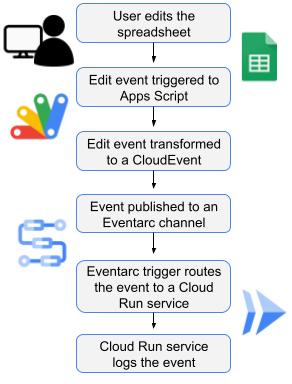 User edits the
spreadsheet
Edit event triggered to
Apps Script
Edit event transformed
to a CloudEvent
Event published to an
Eventarc channel
Eventarc trigger routes
the event to a Cloud
Run service
Cloud Run service
logs the event